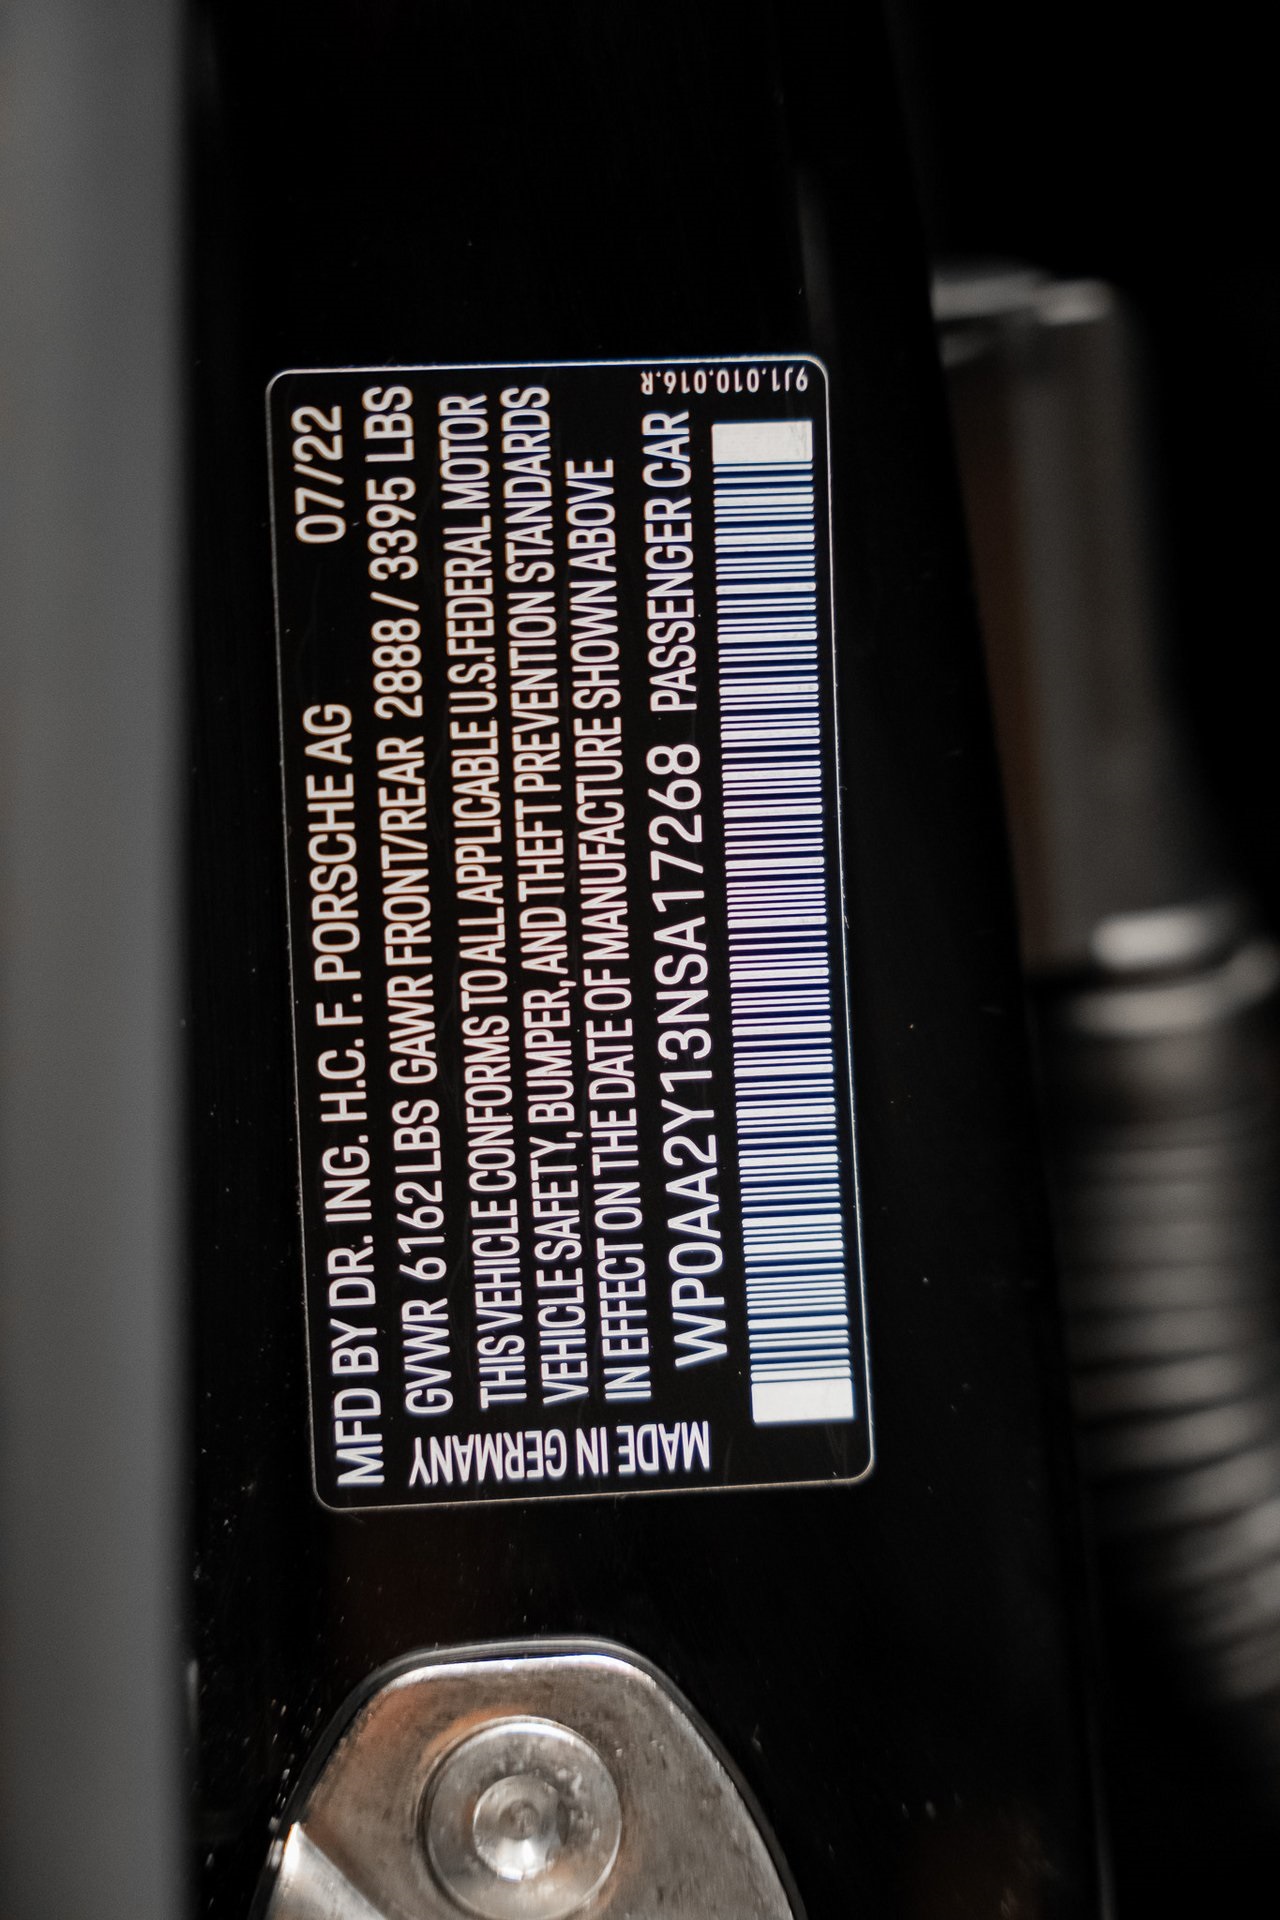 MFD BY DR. ING. H.C. F. PORSCHE AG 07/22
GVWR 6162 LBS GAWR FRONT/REAR 2888 / 3395 LBS
THIS VEHICLE CONFORMS TO ALL APPLICABLE U.S. FEDERAL MOTOR
VEHICLE SAFETY, BUMPER, AND THEFT PREVENTION STANDARDS
IN EFFECT ON THE DATE OF MANUFACTURE SHOWN ABOVE
WP0AA2Y13NSA17268 PASSENGER CAR
MADE IN GERMANY
9J1.010.016.R